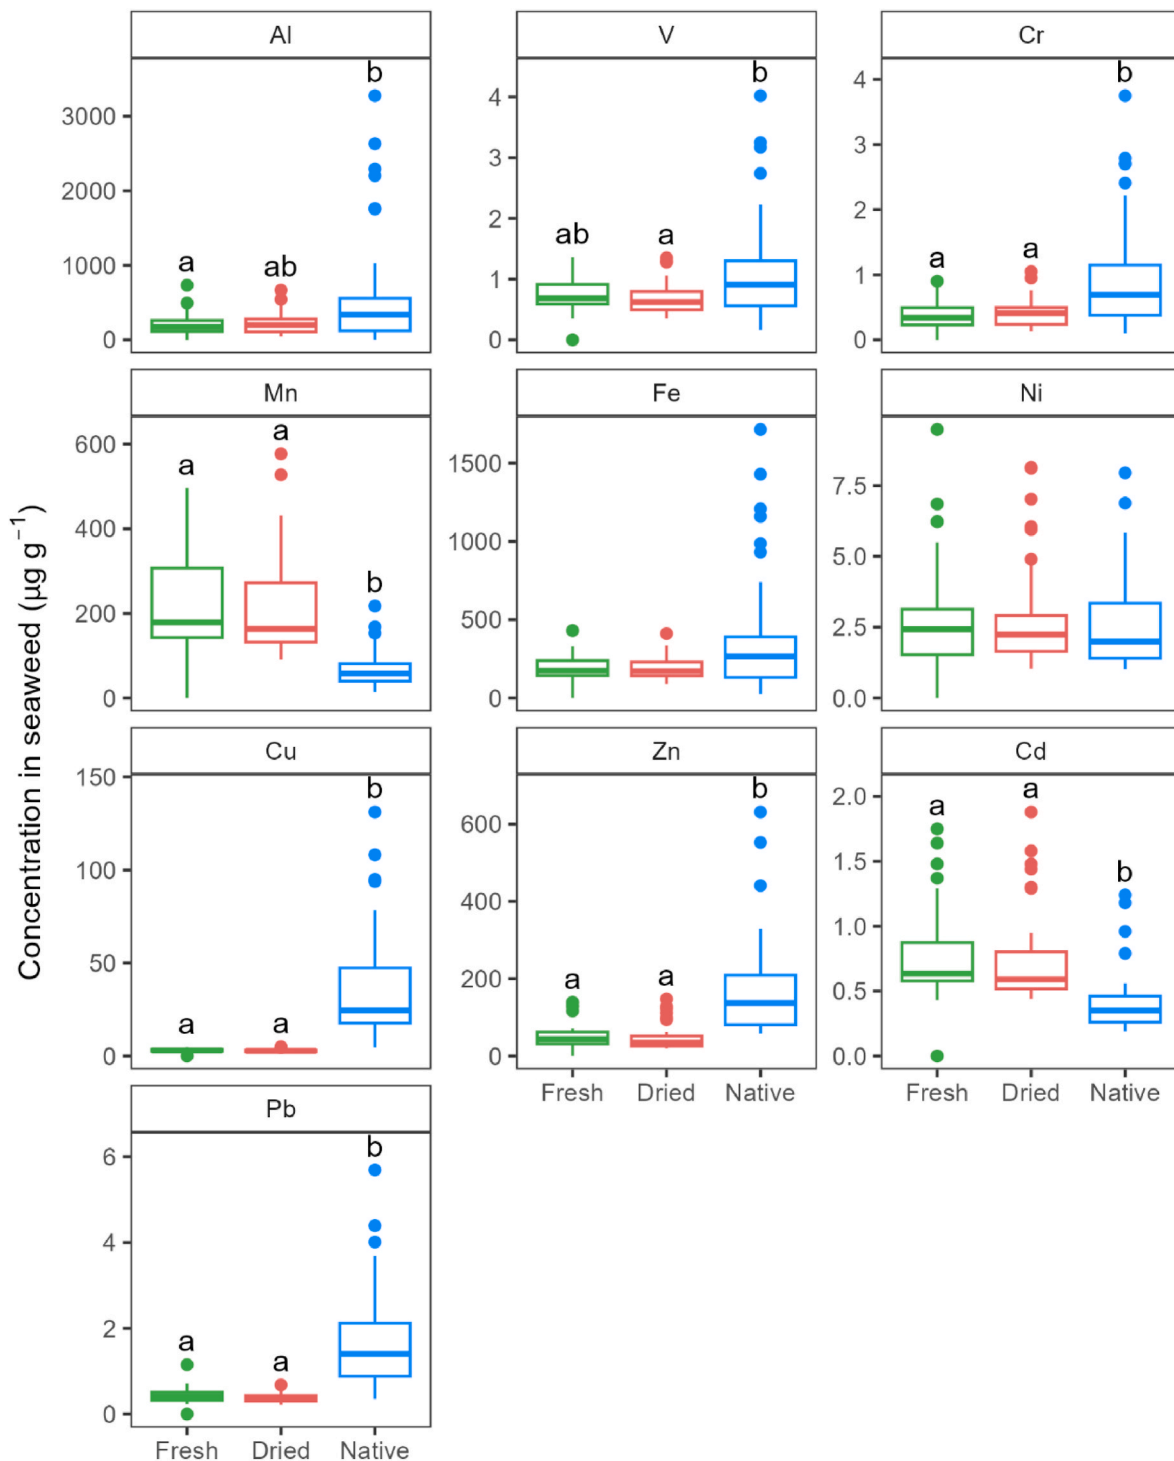 Concentration in seaweed (µg g⁻¹)
Al
V
Cr
b
3000
2000
1000
0
a
ab
b
4
3
2
1
0
ab
a
b
4
3
2
1
0
a
a
Mn
Fe
Ni
600
400
200
0
a
a
b
1500
1000
500
0
7.5
5.0
2.5
0.0
Cu
Zn
Cd
150
100
50
0
a
a
b
600
400
200
0
a
a
b
2.0
1.5
1.0
0.5
0.0
a
a
b
Fresh Dried Native
Fresh Dried Native
Pb
6
4
2
0
a
a
b
Fresh Dried Native